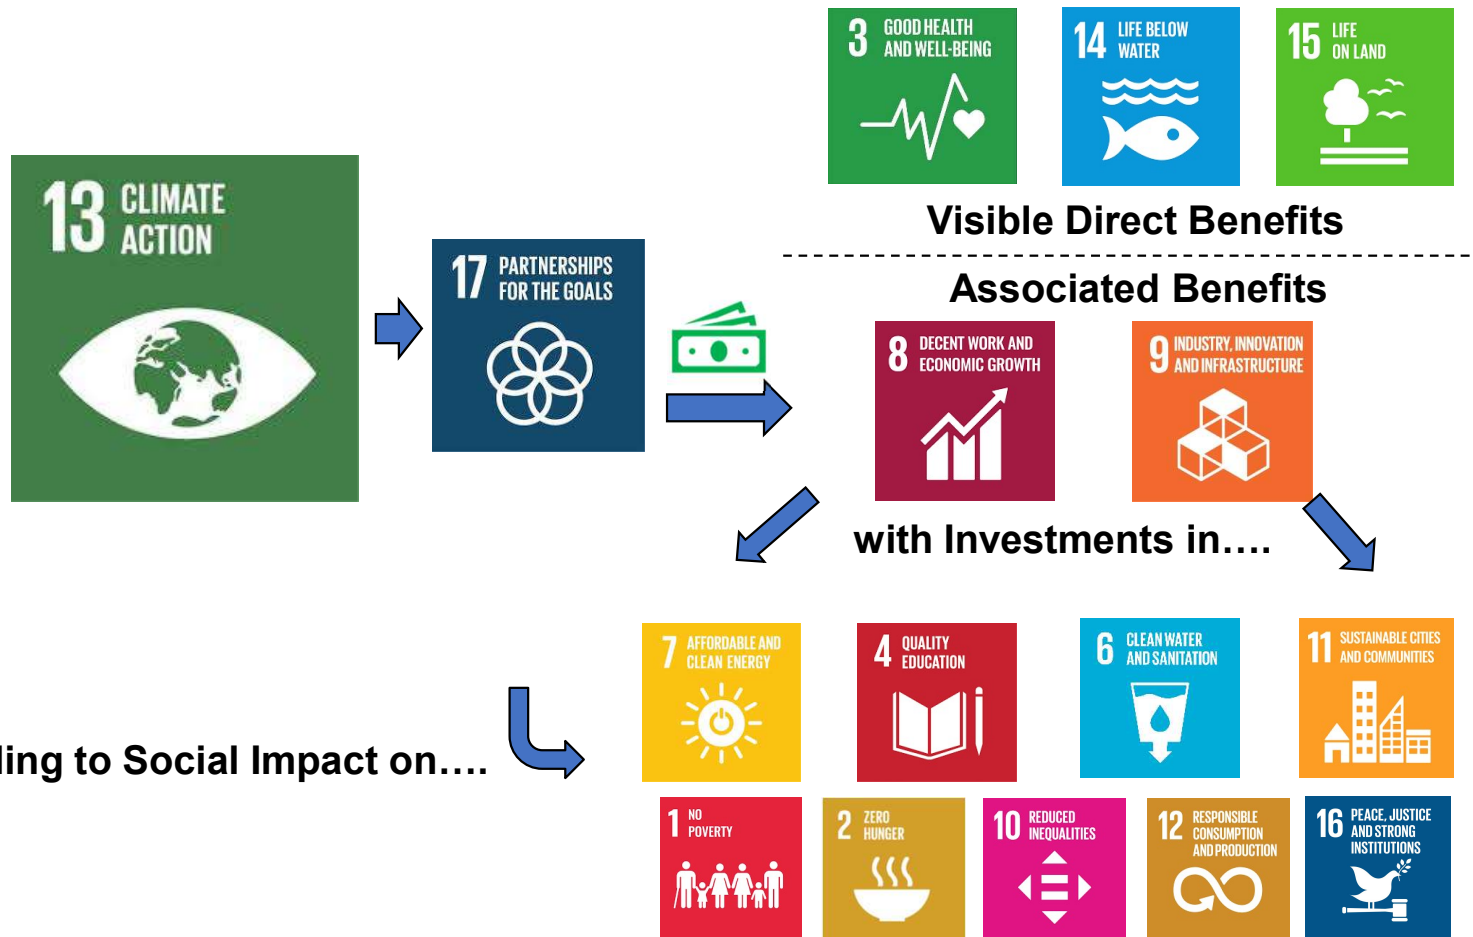 3 GOOD HEALTH
AND WELL-BEING
14 LIFE BELOW
WATER
15 LIFE
ON LAND
Visible Direct Benefits
13 CLIMATE
ACTION
17 PARTNERSHIPS
FOR THE GOALS
Associated Benefits
8 DECENT WORK AND
ECONOMIC GROWTH
9 INDUSTRY, INNOVATION
AND INFRASTRUCTURE
with Investments in....
7 AFFORDABLE AND
CLEAN ENERGY
4 QUALITY
EDUCATION
6 CLEAN WATER
AND SANITATION
11 SUSTAINABLE CITIES
AND COMMUNITIES
ling to Social Impact on....
1 NO
POVERTY
2 ZERO
HUNGER
10 REDUCED
INEQUALITIES
12 RESPONSIBLE
CONSUMPTION
AND PRODUCTION
16 PEACE, JUSTICE
AND STRONG
INSTITUTIONS